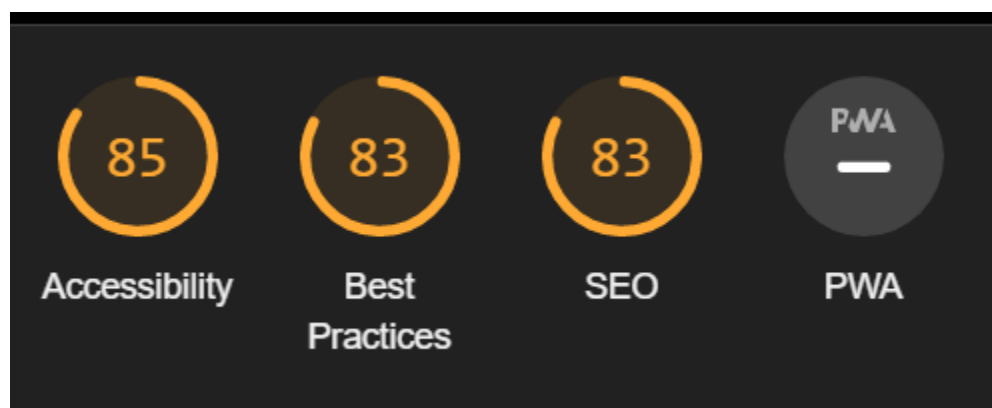 85
83
83
PWA
Accessibility
Best
Practices
SEO
PWA